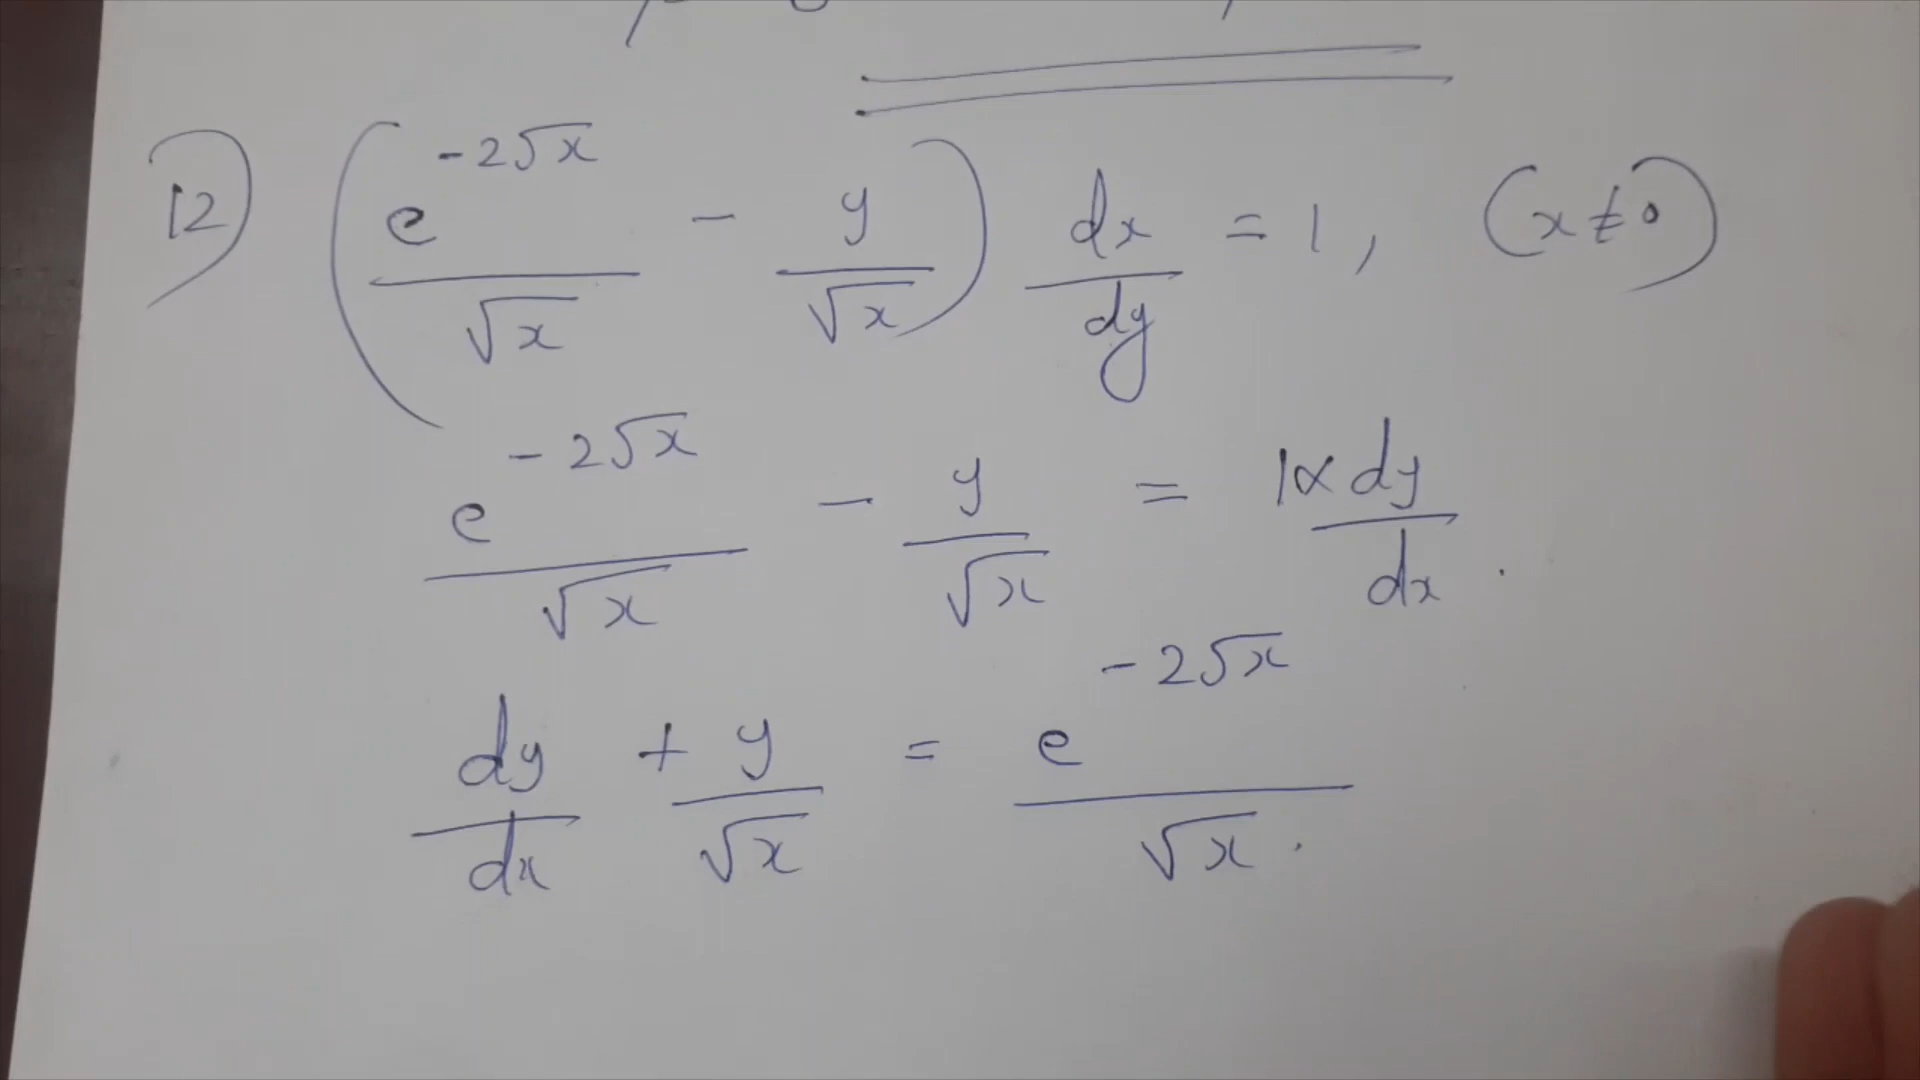 12) (e^{-2√x}/√x - y/√x) dx/dy = 1, (x≠0)
e^{-2√x}/√x - y/√x = 1× dy/dx.
dy/dx + y/√x = e^{-2√x}/√x.